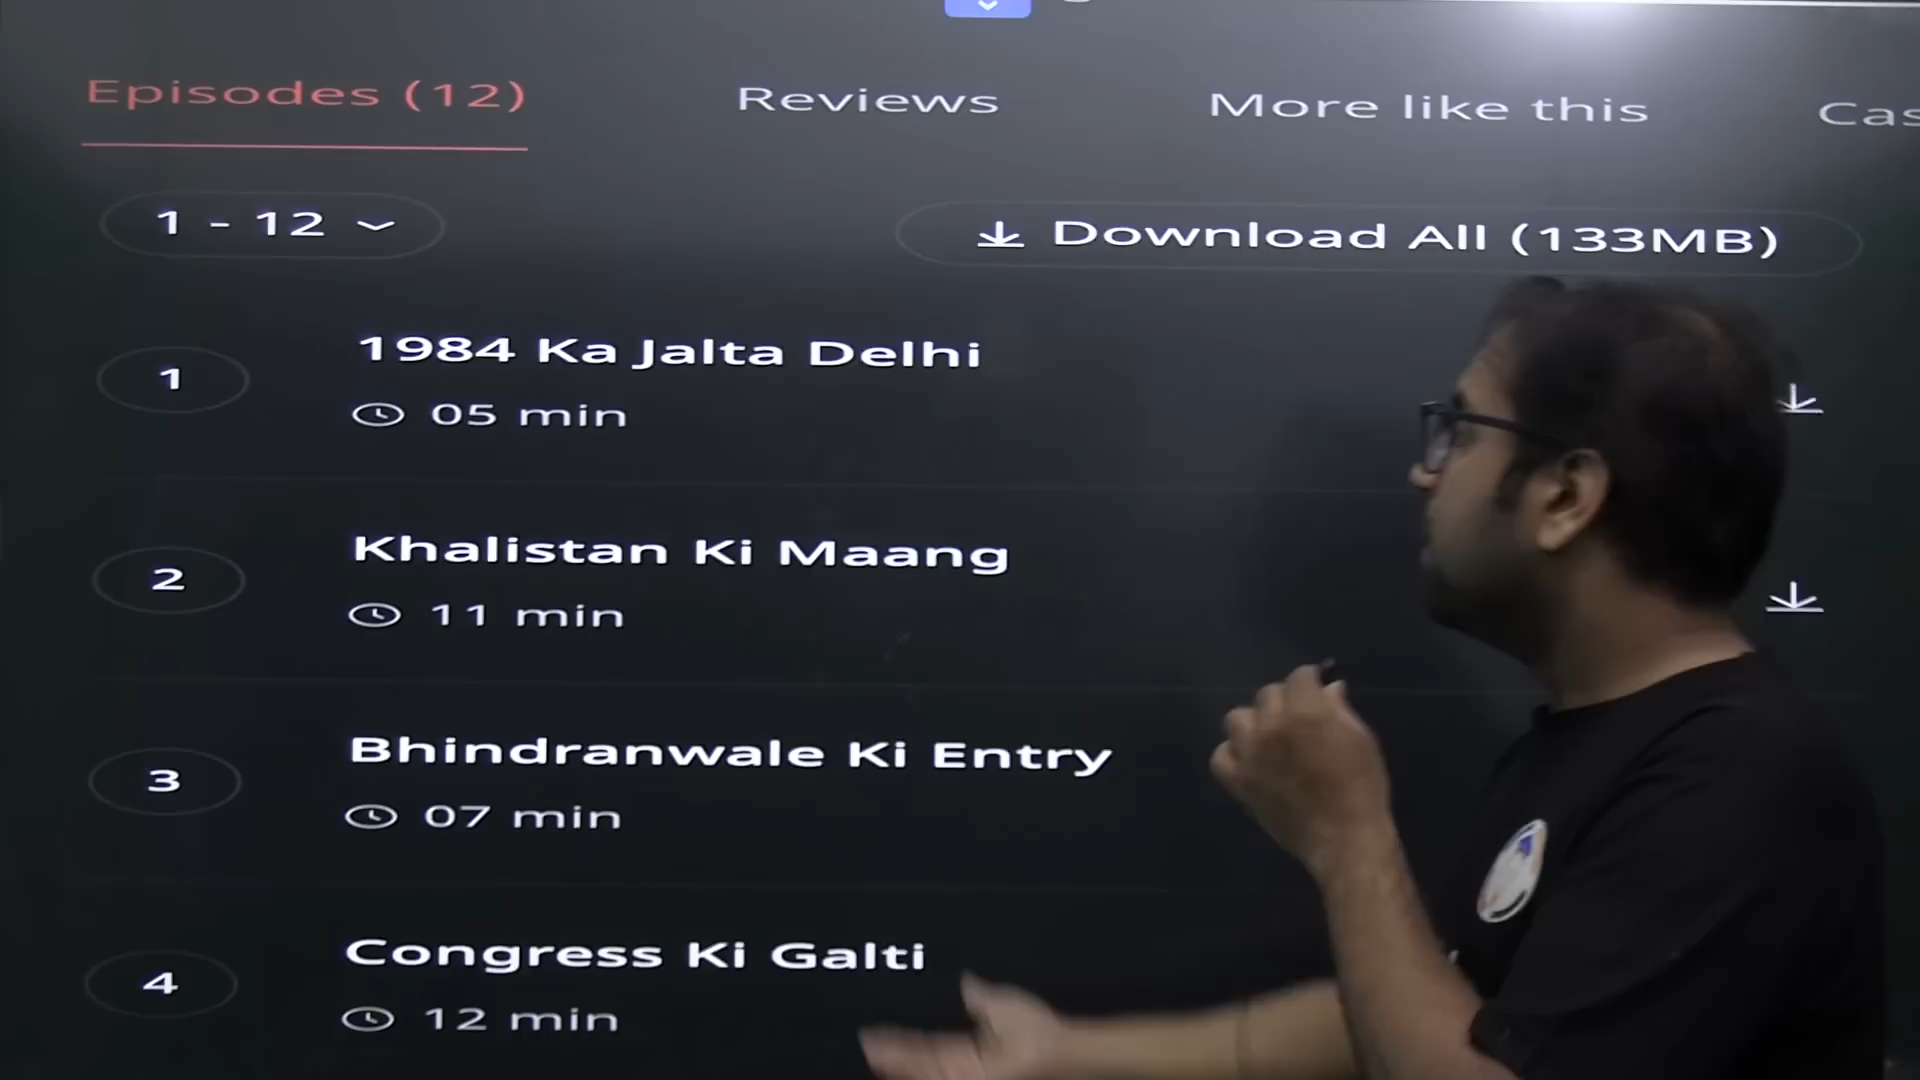 Episodes (12)
Reviews
More like this
1 - 12
Download All (133MB)
1
1984 Ka Jalta Delhi
05 min
2
Khalistan Ki Maang
11 min
3
Bhindranwale Ki Entry
07 min
4
Congress Ki Galti
12 min